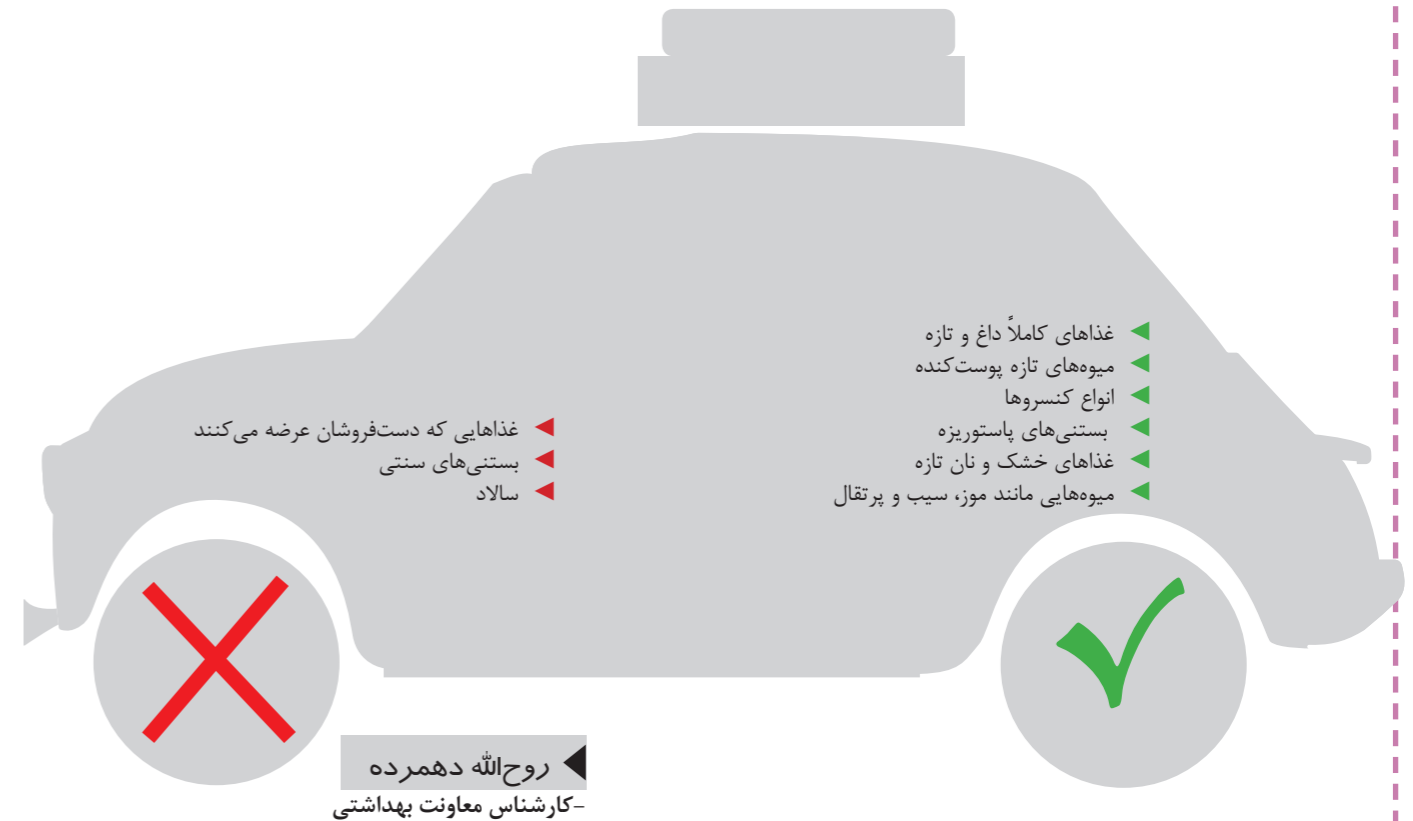 غذاهای کاملاً داغ و تازه
میوه‌های تازه پوست‌کنده
انواع کنسروها
بستنی‌های پاستوریزه
غذاهای خشک و نان تازه
میوه‌هایی مانند موز، سیب و پرتقال
غذاهایی که دست‌فروشان عرضه می‌کنند
بستنی‌های سنتی
سالاد
روح‌الله دهمرده
-کارشناس معاونت بهداشتی